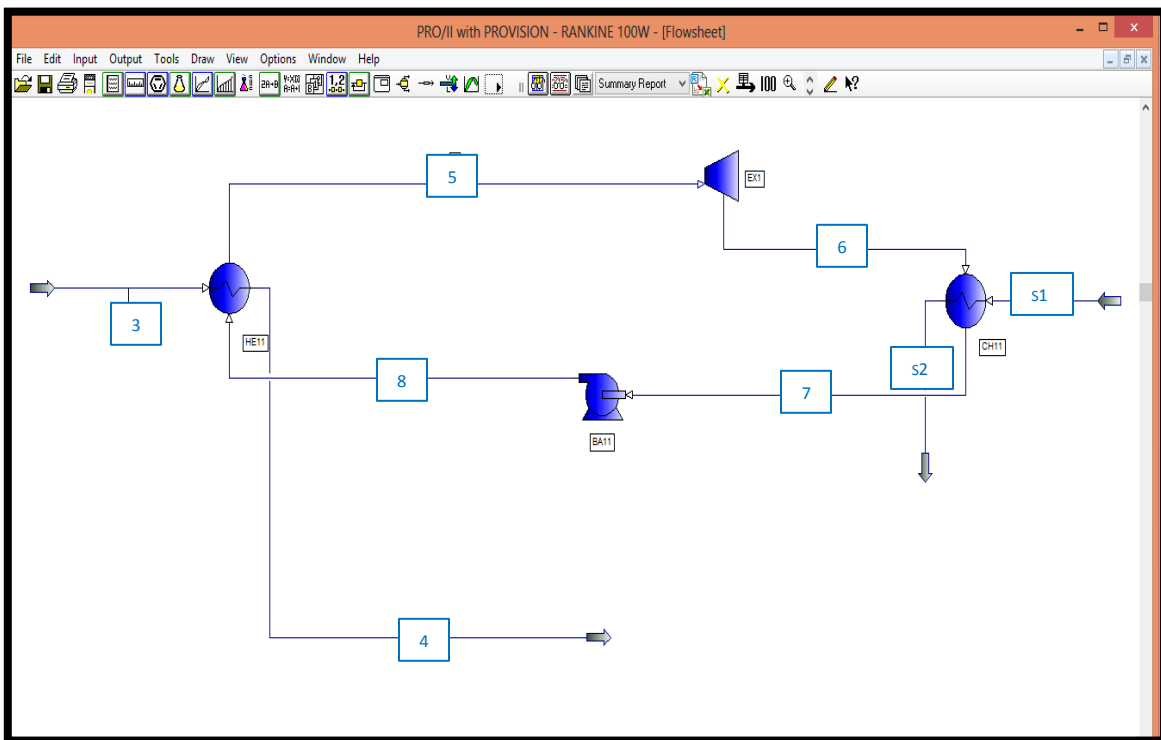 PRO/II with PROVISION - RANKINE 100W - [Flowsheet]
File Edit Input Output Tools Draw View Options Window Help
Summary Report
5
EX1
6
S1
3
HE11
CH11
S2
8
7
BA11
4